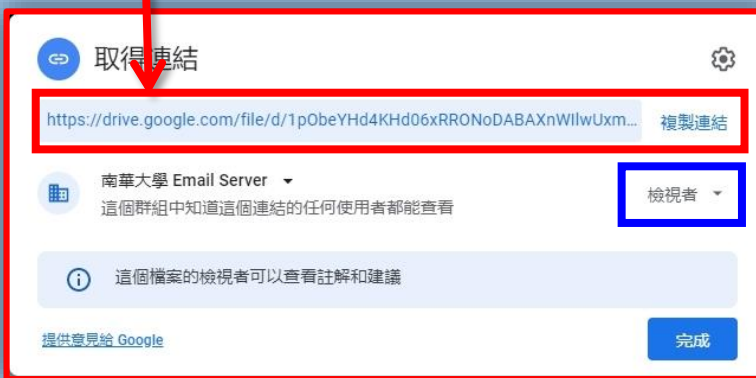 取得連結
https://drive.google.com/file/d/1pObeYHd4KHd06xRRONoDABAXnWIlwUxm... 複製連結
南華大學 Email Server
這個群組中知道這個連結的任何使用者都能查看
檢視者
這個檔案的檢視者可以查看註解和建議
提供意見給 Google
完成